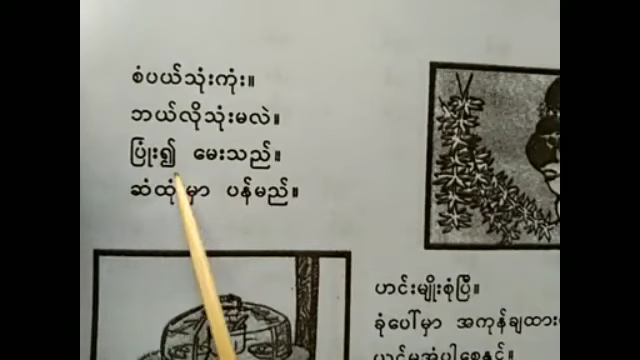 စံပယ်သုံးကုံး။
ဘယ်လိုသုံးမလဲ။
ပြုံး၍ မေးသည်။
ဆံထုံမှာ ပန်မည်။
ဟင်းမျိုးစုံပြီ။
ခုံပေါ်မှာ အကုန်ချထား